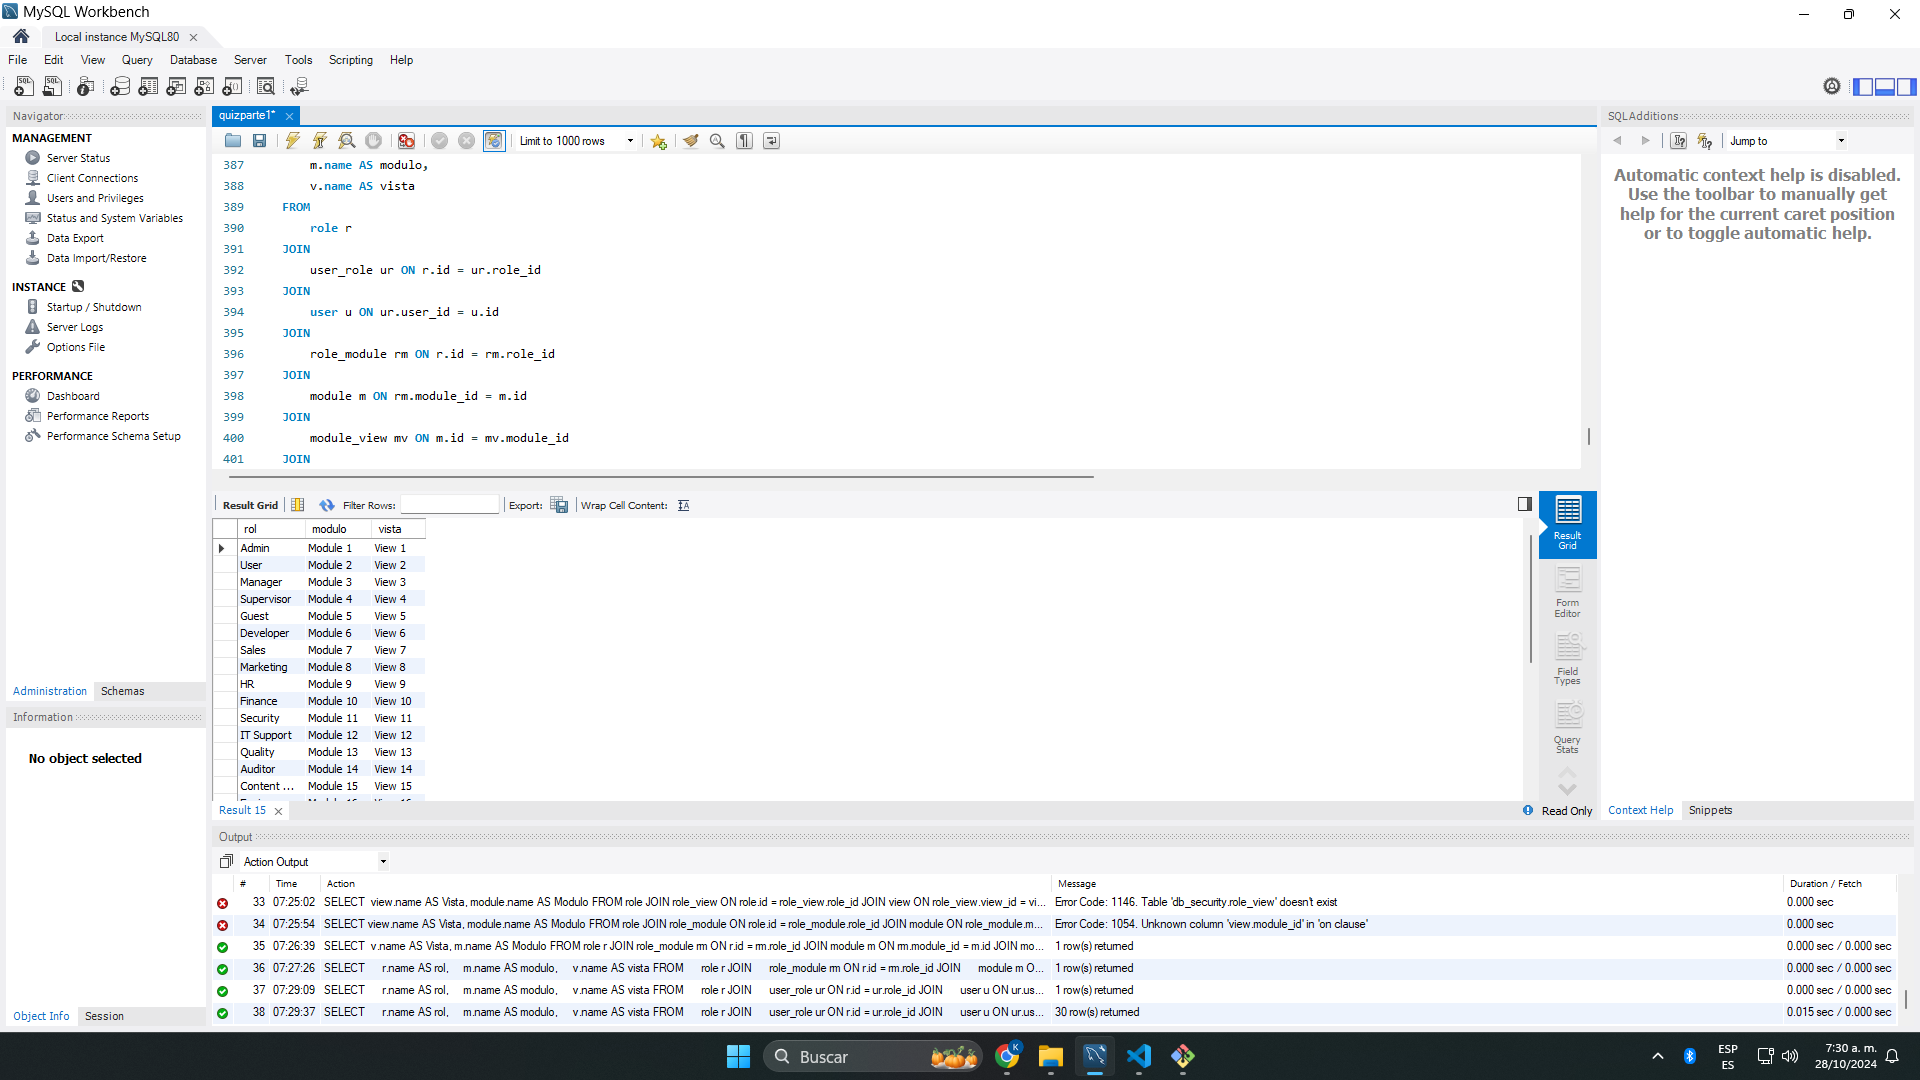 MySQL Workbench
Local instance MySQL80
File Edit View Query Database Server Tools Scripting Help
Navigator
MANAGEMENT
Server Status
Client Connections
Users and Privileges
Status and System Variables
Data Export
Data Import/Restore
INSTANCE
Startup / Shutdown
Server Logs
Options File
PERFORMANCE
Dashboard
Performance Reports
Performance Schema Setup
Administration Schemas
Information
No object selected
Object Info Session
quizparte1*
Limit to 1000 rows
387 m.name AS modulo,
388 v.name AS vista
389 FROM
390 role r
391 JOIN
392 user_role ur ON r.id = ur.role_id
393 JOIN
394 user u ON ur.user_id = u.id
395 JOIN
396 role_module rm ON r.id = rm.role_id
397 JOIN
398 module m ON rm.module_id = m.id
399 JOIN
400 module_view mv ON m.id = mv.module_id
401 JOIN
Result Grid Filter Rows: Export: Wrap Cell Content:
rol modulo vista
Admin Module 1 View 1
User Module 2 View 2
Manager Module 3 View 3
Supervisor Module 4 View 4
Guest Module 5 View 5
Developer Module 6 View 6
Sales Module 7 View 7
Marketing Module 8 View 8
HR Module 9 View 9
Finance Module 10 View 10
Security Module 11 View 11
IT Support Module 12 View 12
Quality Module 13 View 13
Auditor Module 14 View 14
Content ... Module 15 View 15
Result 15
Result Grid
Form Editor
Field Types
Query Stats
Read Only
SQLAdditions
Jump to
Automatic context help is disabled.
Use the toolbar to manually get
help for the current caret position
or to toggle automatic help.
Context Help Snippets
Output
Action Output
# Time Action Message Duration / Fetch
33 07:25:02 SELECT view.name AS Vista, module.name AS Modulo FROM role JOIN role_view ON role.id = role_view.role_id JOIN view ON role_view.view_id = vi... Error Code: 1146. Table 'db_security.role_view' doesn't exist 0.000 sec
34 07:25:54 SELECT view.name AS Vista, module.name AS Modulo FROM role JOIN role_module ON role.id = role_module.role_id JOIN module ON role_module.m... Error Code: 1054. Unknown column 'view.module_id' in 'on clause' 0.000 sec
35 07:26:39 SELECT v.name AS Vista, m.name AS Modulo FROM role r JOIN role_module rm ON r.id = rm.role_id JOIN module m ON rm.module_id = m.id JOIN mo... 1 row(s) returned 0.000 sec / 0.000 sec
36 07:27:26 SELECT r.name AS rol, m.name AS modulo, v.name AS vista FROM role r JOIN role_module rm ON r.id = rm.role_id JOIN module m O... 1 row(s) returned 0.000 sec / 0.000 sec
37 07:29:09 SELECT r.name AS rol, m.name AS modulo, v.name AS vista FROM role r JOIN user_role ur ON r.id = ur.role_id JOIN user u ON ur.us... 1 row(s) returned 0.000 sec / 0.000 sec
38 07:29:37 SELECT r.name AS rol, m.name AS modulo, v.name AS vista FROM role r JOIN user_role ur ON r.id = ur.role_id JOIN user u ON ur.us... 30 row(s) returned 0.015 sec / 0.000 sec
Buscar
K
ESP
ES
7:30 a. m.
28/10/2024